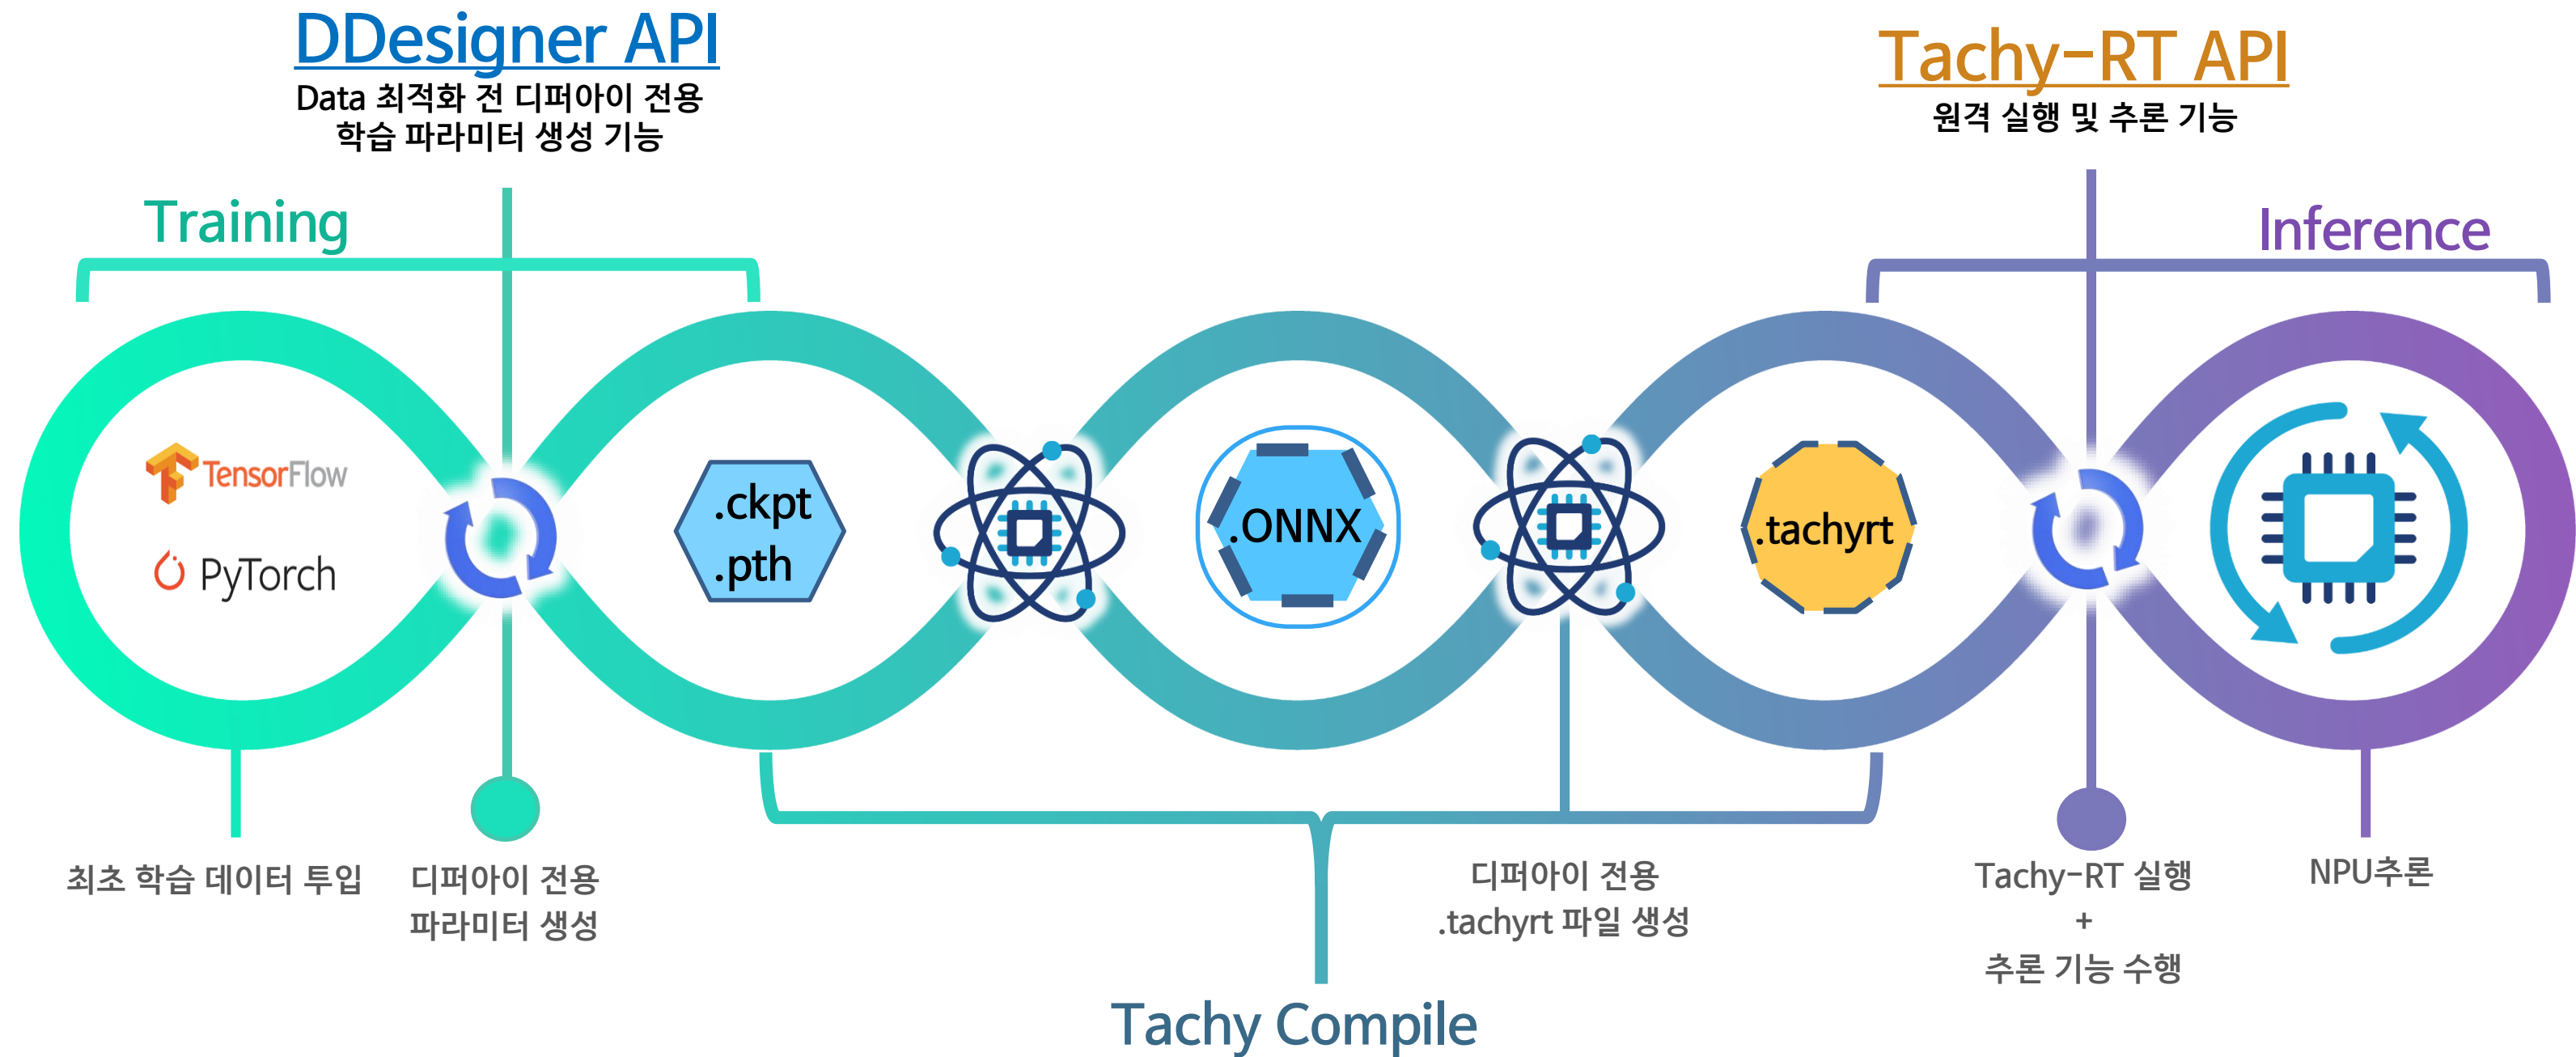 DDesigner API
Data 최적화 전 디퍼아이 전용
학습 파라미터 생성 기능
Tachy-RT API
원격 실행 및 추론 기능
Training
Inference
TensorFlow
PyTorch
.ckpt
.pth
.ONNX
.tachyrt
최초 학습 데이터 투입
디퍼아이 전용
파라미터 생성
디퍼아이 전용
.tachyrt 파일 생성
Tachy-RT 실행
+
추론 기능 수행
NPU추론
Tachy Compile